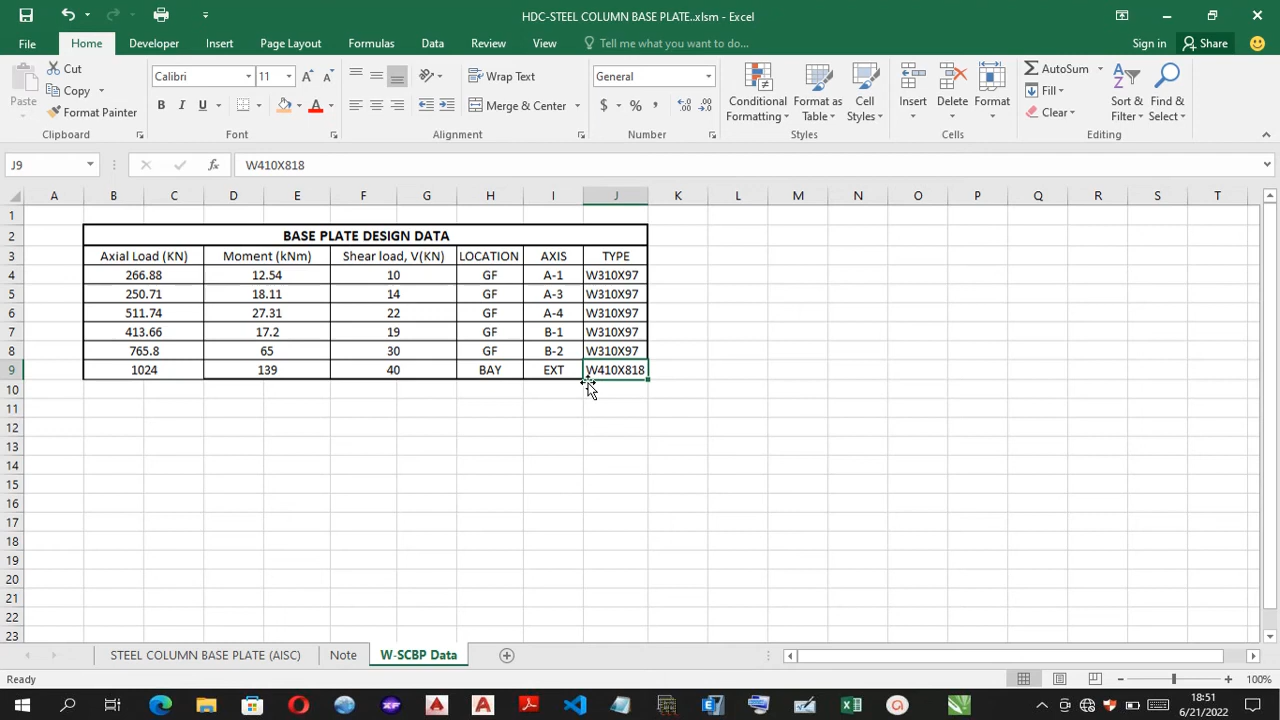 HDC-STEEL COLUMN BASE PLATE..xlsm - Excel
File Home Developer Insert Page Layout Formulas Data Review View Tell me what you want to do... Sign in Share
Paste Cut Copy Format Painter Clipboard
Calibri 11 B I U A Font
Wrap Text Merge & Center Alignment
General $ % , Number
Conditional Formatting Format as Table Cell Styles Styles
Insert Delete Format Cells
AutoSum Fill Clear Sort & Filter Find & Select Editing
J9 fx W410X818
A B C D E F G H I J K L M N O P Q R S T
1
2 BASE PLATE DESIGN DATA
3 Axial Load (KN) Moment (kNm) Shear load, V(KN) LOCATION AXIS TYPE
4 266.88 12.54 10 GF A-1 W310X97
5 250.71 18.11 14 GF A-3 W310X97
6 511.74 27.31 22 GF A-4 W310X97
7 413.66 17.2 19 GF B-1 W310X97
8 765.8 65 30 GF B-2 W310X97
9 1024 139 40 BAY EXT W410X818
10
11
12
13
14
15
16
17
18
19
20
21
22
23
STEEL COLUMN BASE PLATE (AISC) Note W-SCBP Data
Ready 100%
18:51
6/21/2022